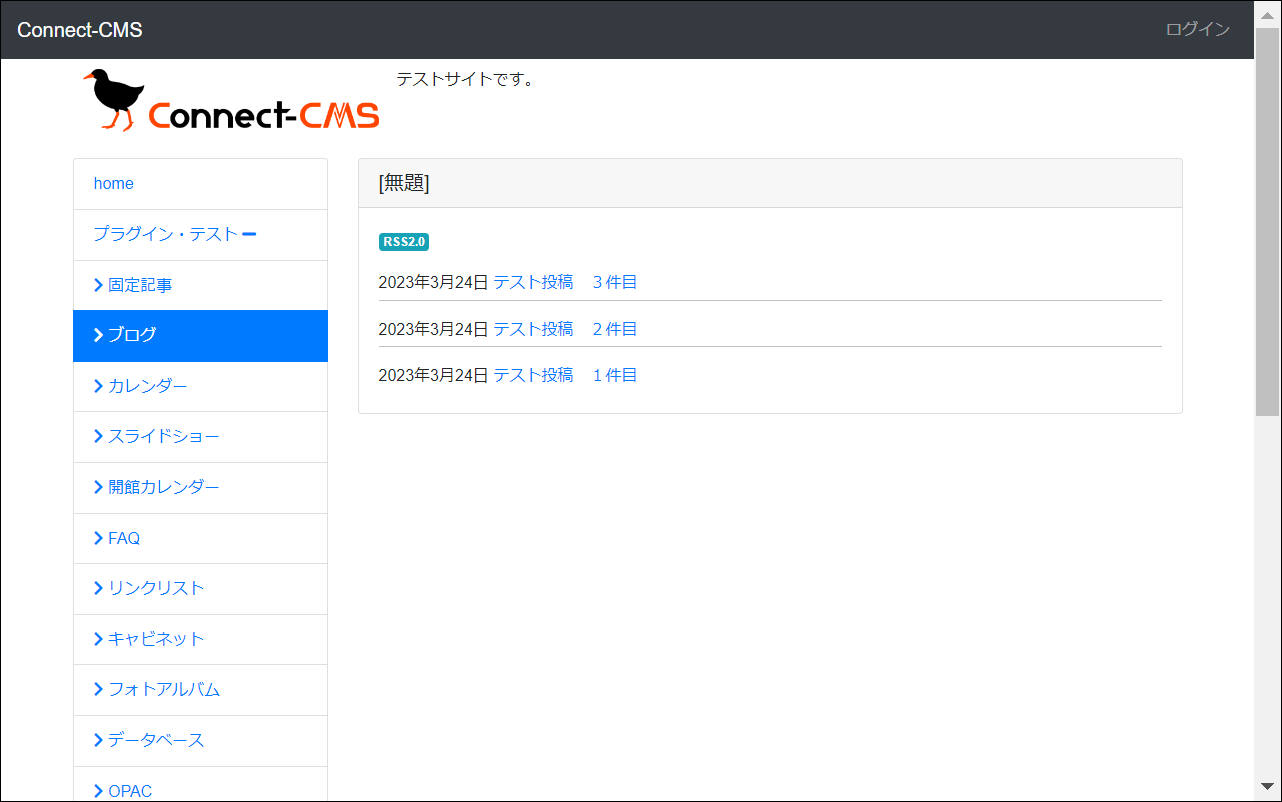 Connect-CMS
ログイン
Connect-CMS
テストサイトです。
home
プラグイン・テスト
固定記事
ブログ
カレンダー
スライドショー
開館カレンダー
FAQ
リンクリスト
キャビネット
フォトアルバム
データベース
OPAC
[無題]
RSS2.0
2023年3月24日 テスト投稿　３件目
2023年3月24日 テスト投稿　２件目
2023年3月24日 テスト投稿　１件目